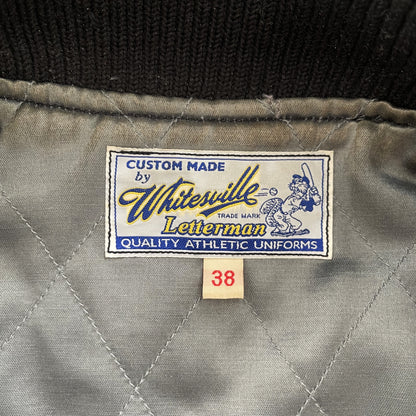 CUSTOM MADE
by
Whitesville
TRADE MARK
Letterman
QUALITY ATHLETIC UNIFORMS
38